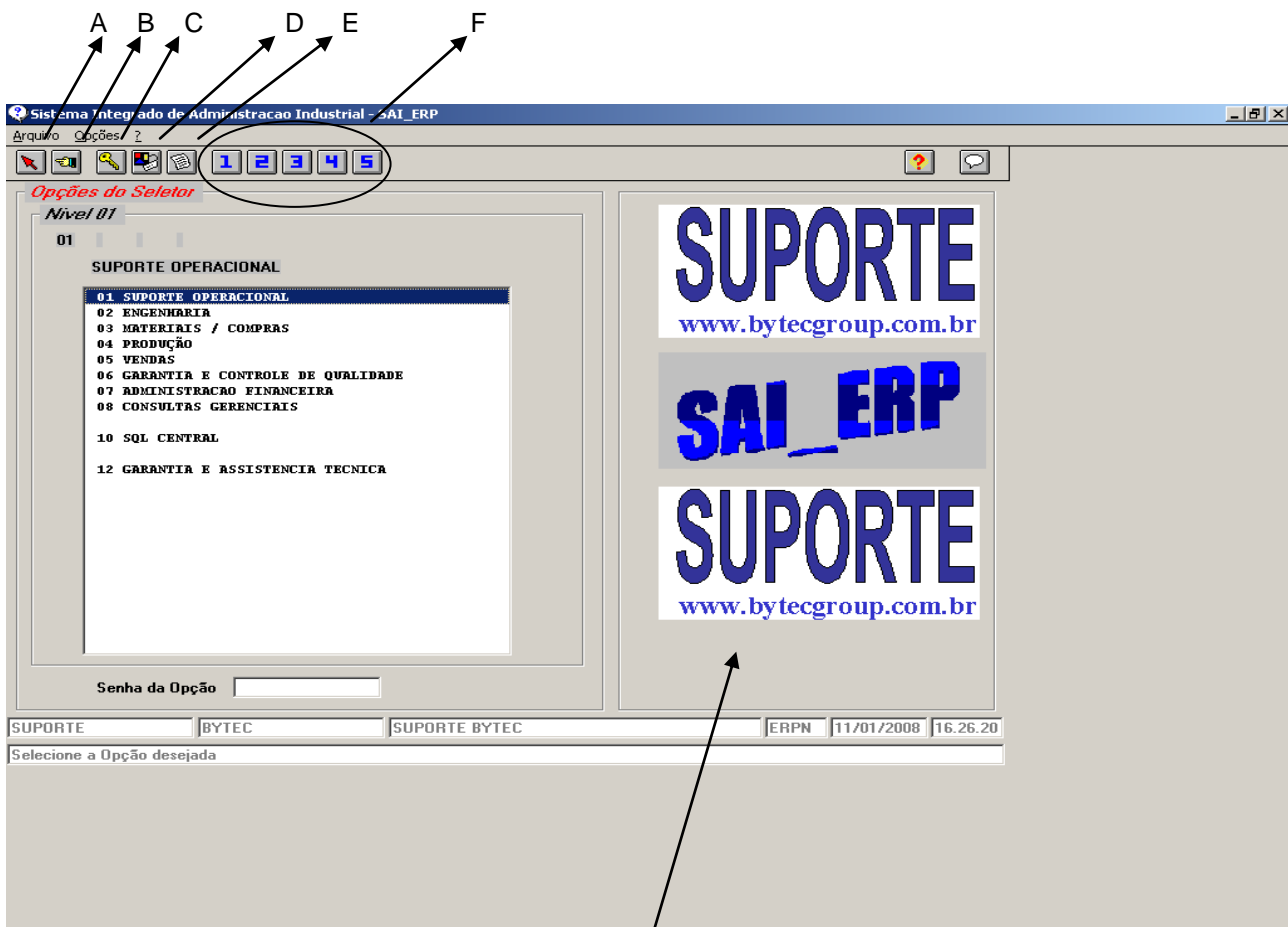 A B C D E F
Sistema Integrado de Administracao Industrial - SAI_ERP
Arquivo Opções ?
1 2 3 4 5 ?
Opções do Seletor
Nivel 01
01
SUPORTE OPERACIONAL
01 SUPORTE OPERACIONAL
02 ENGENHARIA
03 MATERIAIS / COMPRAS
04 PRODUÇÃO
05 VENDAS
06 GARANTIA E CONTROLE DE QUALIDADE
07 ADMINISTRACAO FINANCEIRA
08 CONSULTAS GERENCIAIS
10 SQL CENTRAL
12 GARANTIA E ASSISTENCIA TECNICA
Senha da Opção
SUPORTE
www.bytecgroup.com.br
SAI_ERP
SUPORTE
www.bytecgroup.com.br
SUPORTE BYTEC SUPORTE BYTEC ERPN 11/01/2008 16.26.20
Selecione a Opção desejada